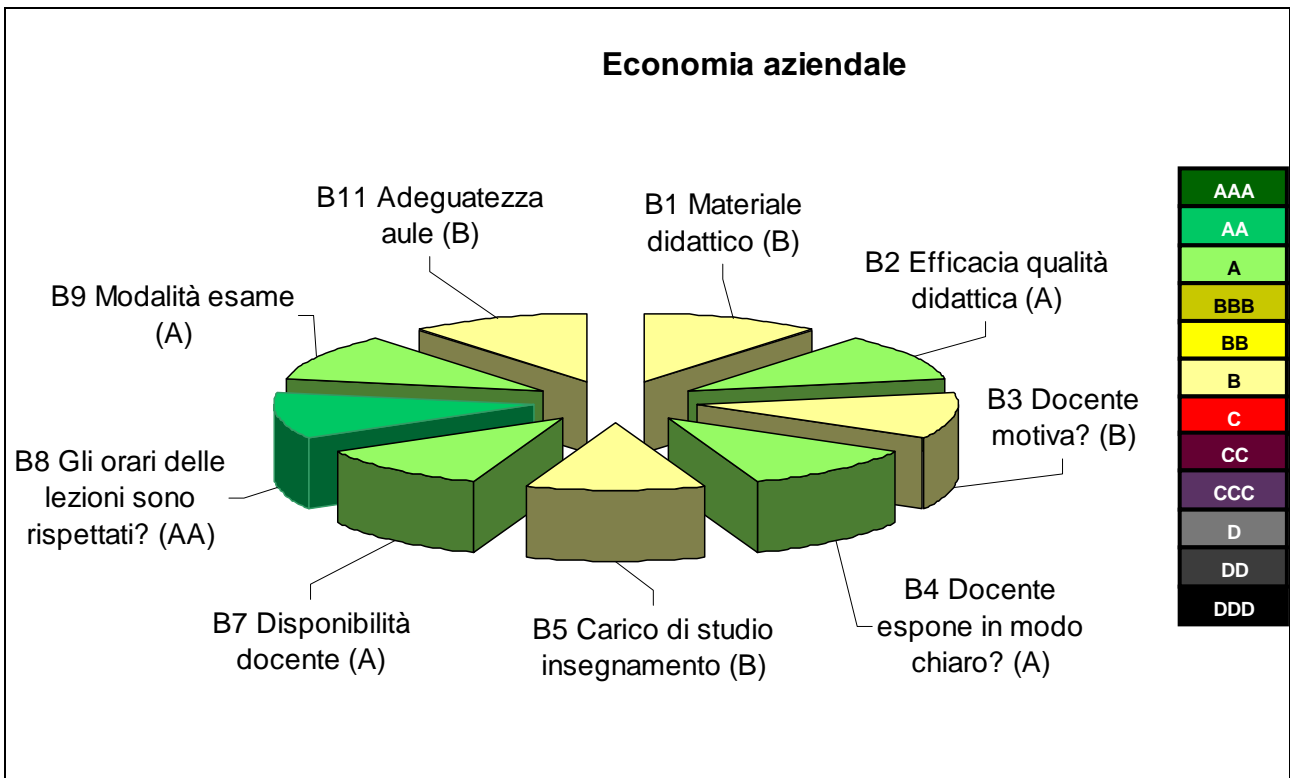 Economia aziendale
B11 Adeguatezza
aule (B)
B1 Materiale
didattico (B)
B2 Efficacia qualità
didattica (A)
B9 Modalità esame
(A)
B3 Docente
motiva? (B)
B8 Gli orari delle
lezioni sono
rispettati? (AA)
B4 Docente
espone in modo
chiaro? (A)
B7 Disponibilità
docente (A)
B5 Carico di studio
insegnamento (B)
AAA
AA
A
BBB
BB
B
C
CC
CCC
D
DD
DDD